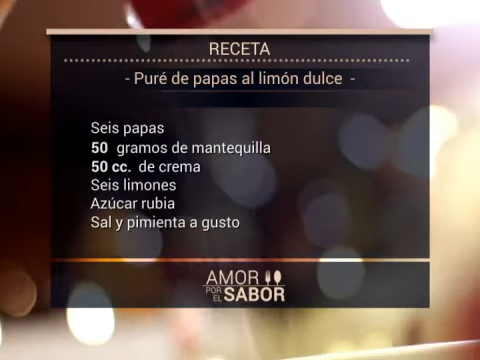 RECETA
- Puré de papas al limón dulce -
Seis papas
50 gramos de mantequilla
50 cc. de crema
Seis limones
Azúcar rubia
Sal y pimienta a gusto
AMOR
POR EL SABOR